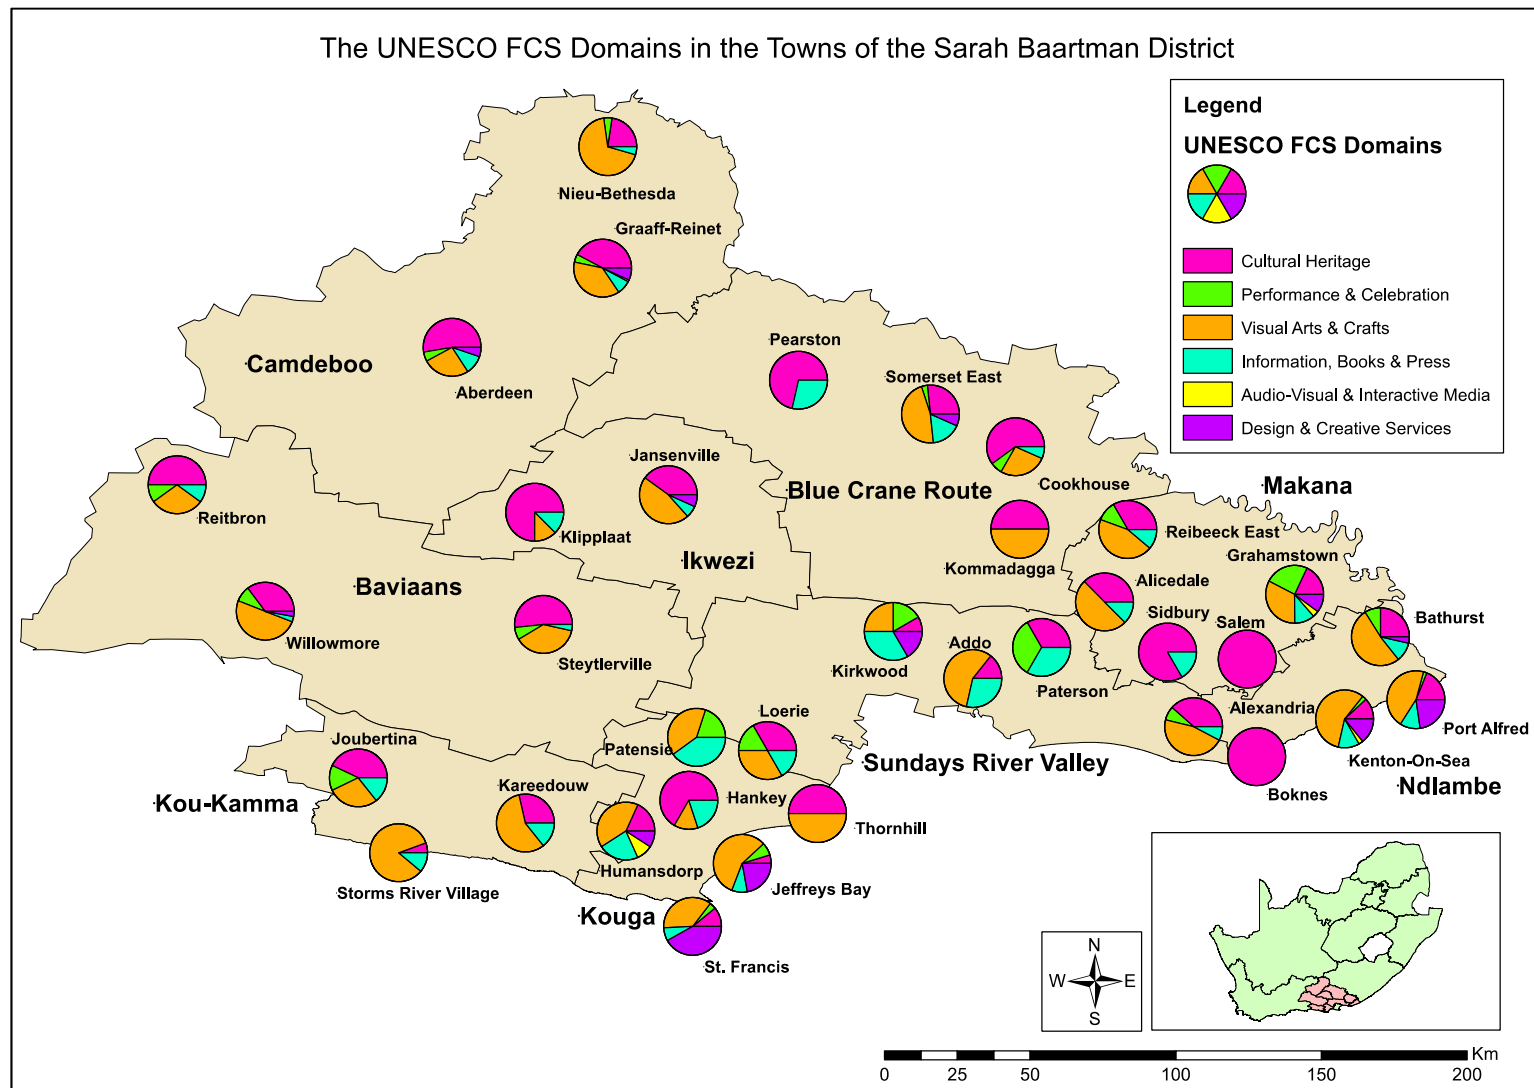 The UNESCO FCS Domains in the Towns of the Sarah Baartman District
Legend
UNESCO FCS Domains
Cultural Heritage
Performance & Celebration
Visual Arts & Crafts
Information, Books & Press
Audio-Visual & Interactive Media
Design & Creative Services
Nieu-Bethesda
Graaff-Reinet
Camdeboo
Aberdeen
Pearston
Somerset East
Cookhouse
Blue Crane Route
Kommadagga
Jansenville
Klipplaat
Ikwezi
Reitbron
Baviaans
Willowmore
Steytlerville
Makana
Reibeeck East
Grahamstown
Alicedale
Sidbury
Salem
Bathurst
Kirkwood
Addo
Paterson
Alexandria
Port Alfred
Kenton-On-Sea
Ndlambe
Boknes
Sundays River Valley
Loerie
Patensie
Joubertina
Kou-Kamma
Kareedouw
Hankey
Thornhill
Storms River Village
Humansdorp
Jeffreys Bay
Kouga
St. Francis
N
W E
S
Km
0 25 50 100 150 200